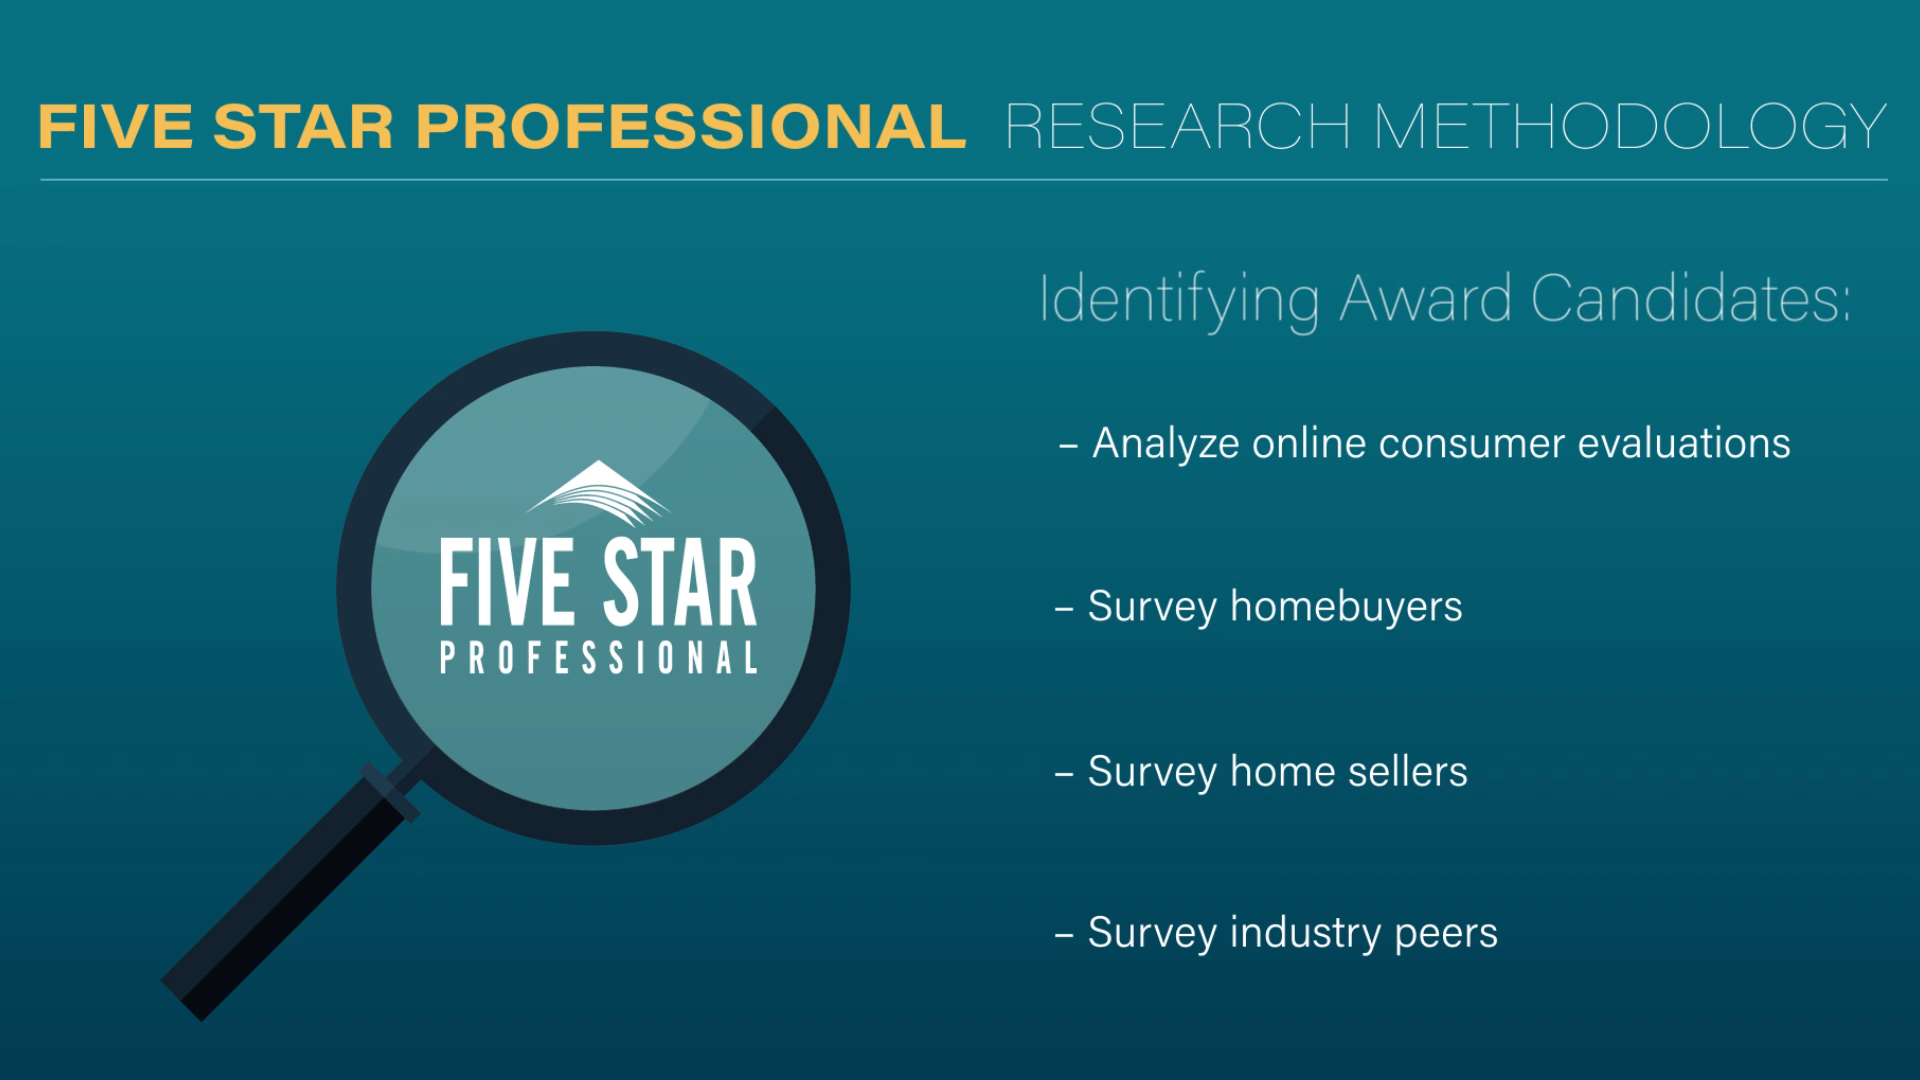 FIVE STAR PROFESSIONAL RESEARCH METHODOLOGY
FIVE STAR
PROFESSIONAL
Identifying Award Candidates:
– Analyze online consumer evaluations
– Survey homebuyers
– Survey home sellers
– Survey industry peers